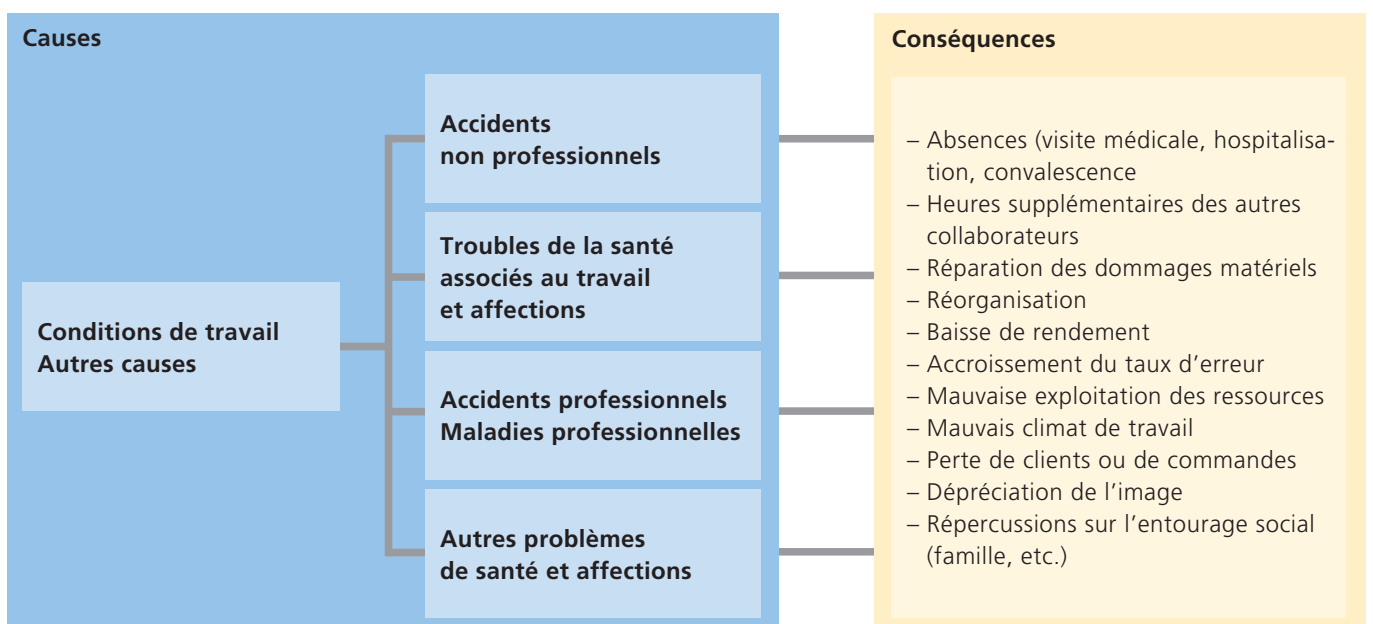 Causes
Conditions de travail
Autres causes
Accidents
non professionnels
Troubles de la santé
associés au travail
et affections
Accidents professionnels
Maladies professionnelles
Autres problèmes
de santé et affections
Conséquences
– Absences (visite médicale, hospitalisa-
tion, convalescence
– Heures supplémentaires des autres
collaborateurs
– Réparation des dommages matériels
– Réorganisation
– Baisse de rendement
– Accroissement du taux d’erreur
– Mauvaise exploitation des ressources
– Mauvais climat de travail
– Perte de clients ou de commandes
– Dépréciation de l’image
– Répercussions sur l’entourage social
(famille, etc.)